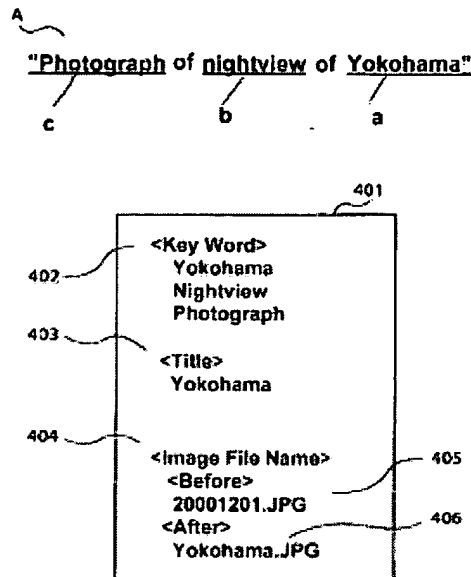 A
"Photograph of nightview of Yokohama"
c b a
401
402
<Key Word>
Yokohama
Nightview
Photograph
403
<Title>
Yokohama
404
<Image File Name>
<Before>
405
20001201.JPG
<After>
406
Yokohama.JPG